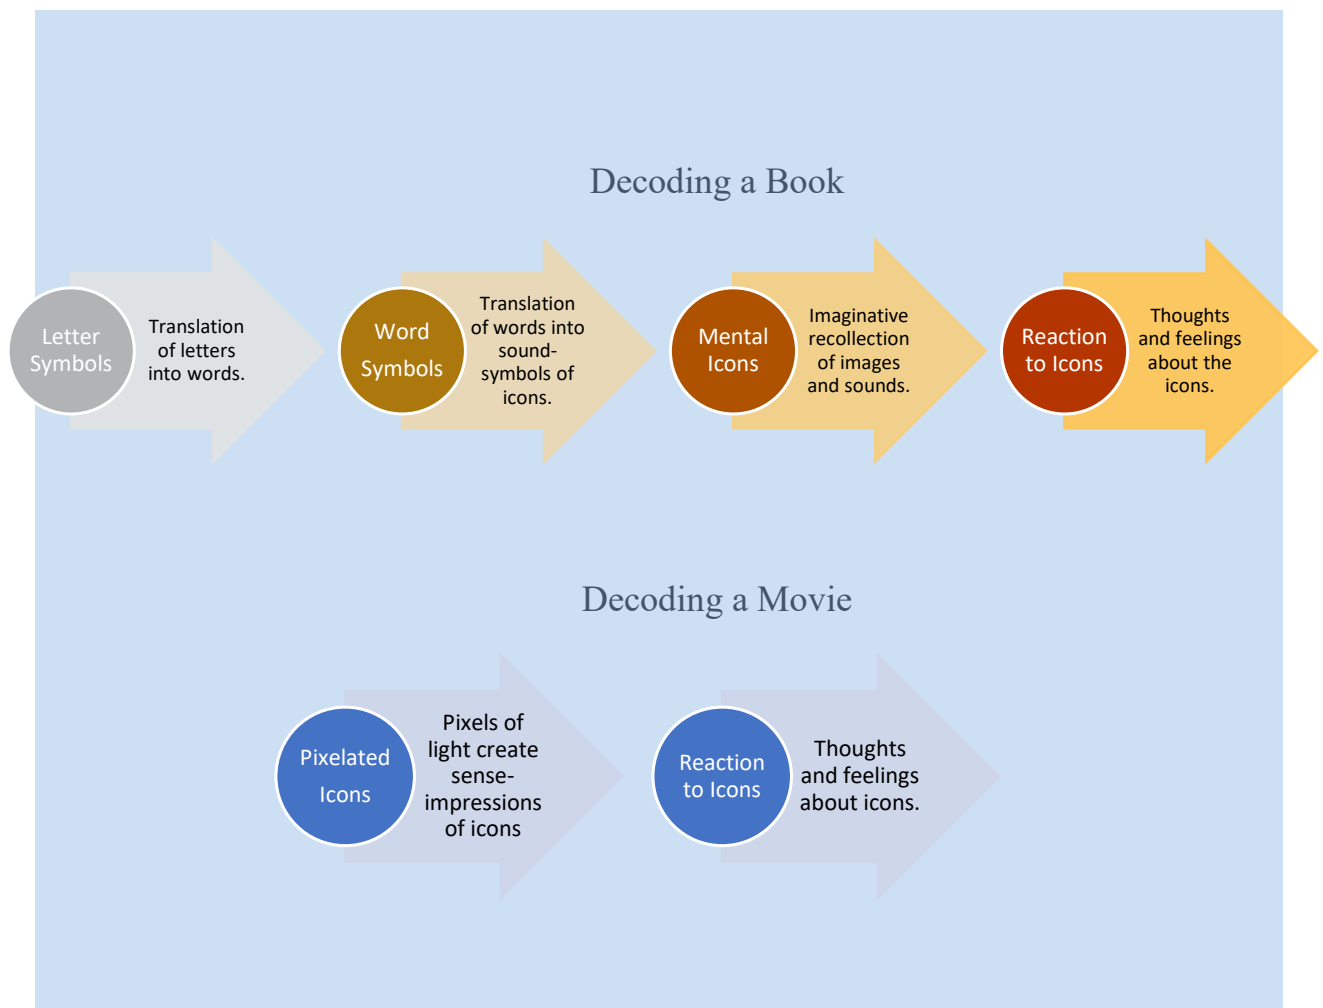 Decoding a Book
Letter
Symbols
Translation
of letters
into words.
Word
Symbols
Translation
of words into
sound-
symbols of
icons.
Mental
Icons
Imaginative
recollection
of images
and sounds.
Reaction
to Icons
Thoughts
and feelings
about the
icons.
Decoding a Movie
Pixelated
Icons
Pixels of
light create
sense-
impressions
of icons
Reaction
to Icons
Thoughts
and feelings
about icons.